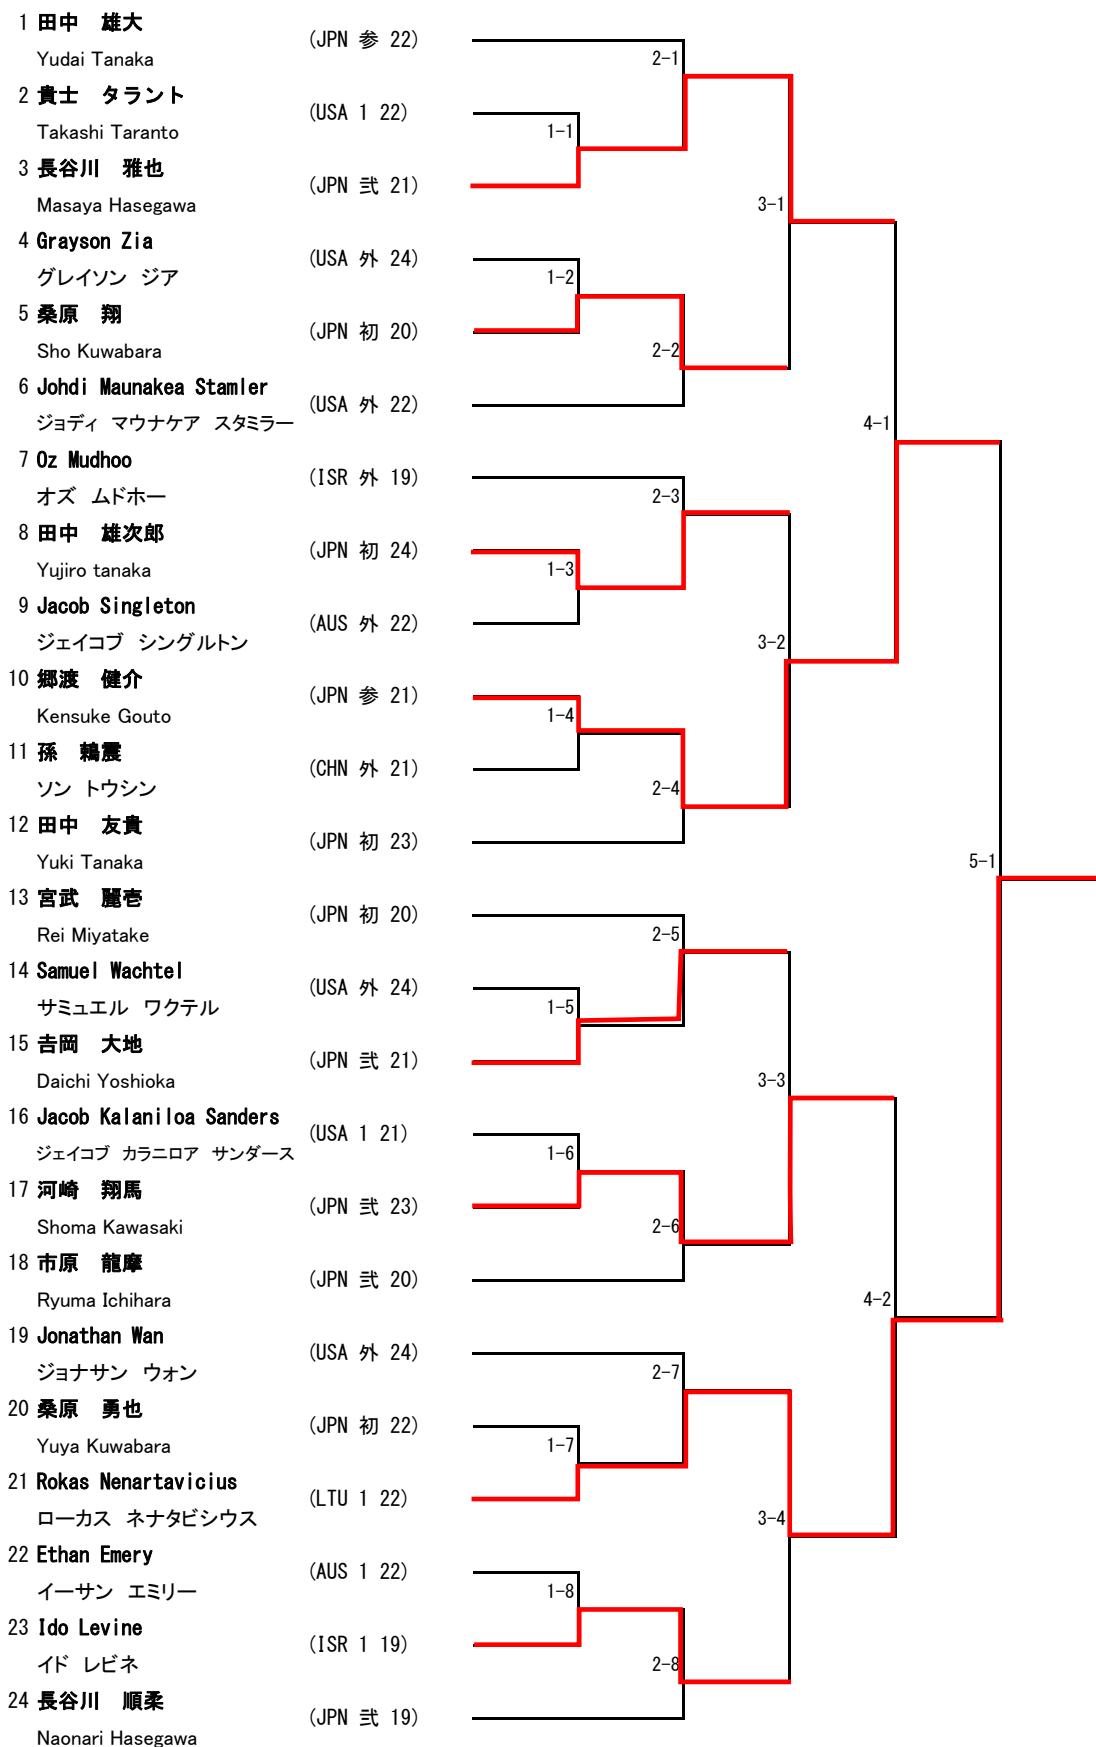 1 田中　雄大
(JPN 参 22)
Yudai Tanaka
2-1
2 貴士　タラント
(USA 1 22)
Takashi Taranto
1-1
3 長谷川　雅也
(JPN 弐 21)
Masaya Hasegawa
3-1
4 Grayson Zia
(USA 外 24)
グレイソン　ジア
1-2
5 桑原　翔
(JPN 初 20)
Sho Kuwabara
2-2
6 Johdi Maunakea Stamler
(USA 外 22)
ジョディ マウナケア スタミラー
4-1
7 Oz Mudhoo
(ISR 外 19)
オズ ムドホー
2-3
8 田中　雄次郎
(JPN 初 24)
Yujiro tanaka
1-3
9 Jacob Singleton
(AUS 外 22)
ジェイコブ シングルトン
3-2
10 郷渡　健介
(JPN 参 21)
Kensuke Gouto
1-4
11 孫　鶇震
(CHN 外 21)
ソン トウシン
2-4
12 田中　友貴
(JPN 初 23)
Yuki Tanaka
5-1
13 宮武　麗壱
(JPN 初 20)
Rei Miyatake
2-5
14 Samuel Wachtel
(USA 外 24)
サミュエル ワクテル
1-5
15 吉岡　大地
(JPN 弐 21)
Daichi Yoshioka
3-3
16 Jacob Kalaniloa Sanders
(USA 1 21)
ジェイコブ カラニロア サンダース
1-6
17 河崎　翔馬
(JPN 弐 23)
Shoma Kawasaki
2-6
18 市原　龍摩
(JPN 弐 20)
Ryuma Ichihara
4-2
19 Jonathan Wan
(USA 外 24)
ジョナサン ウォン
2-7
20 桑原　勇也
(JPN 初 22)
Yuya Kuwabara
1-7
21 Rokas Nenartavicius
(LTU 1 22)
ローカス ネナタビシウス
3-4
22 Ethan Emery
(AUS 1 22)
イーサン エミリー
1-8
23 Ido Levine
(ISR 1 19)
イド レビネ
2-8
24 長谷川　順柔
(JPN 弐 19)
Naonari Hasegawa